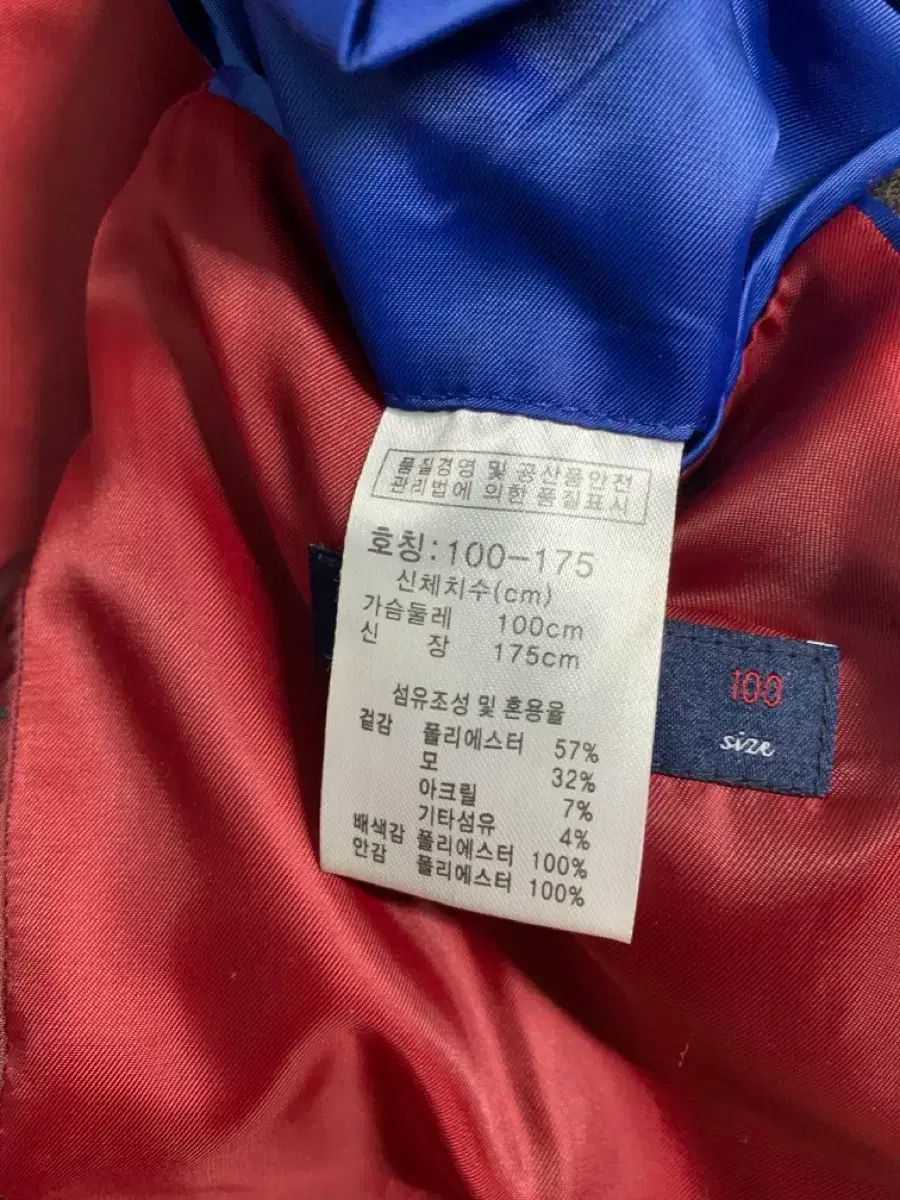 품질경영 및 공산품안전
관리법에 의한 품질표시
호칭:100-175
신체치수(cm)
가슴둘레 100cm
신 장 175cm
섬유조성 및 혼용율
겉감 폴리에스터 57%
모 32%
아크릴 7%
기타섬유 4%
배색감 폴리에스터 100%
안감 폴리에스터 100%
100
size